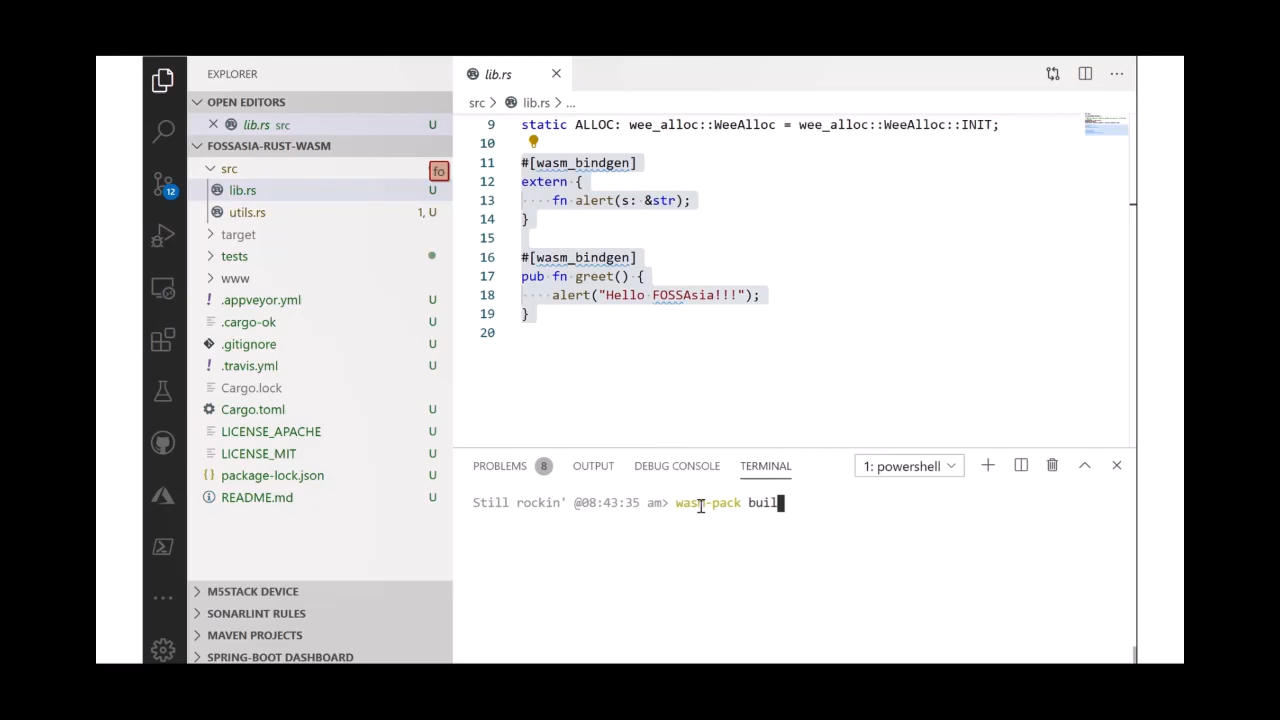 EXPLORER
OPEN EDITORS
lib.rs src U
FOSSASIA-RUST-WASM
src
fo
lib.rs U
utils.rs 1, U
target
tests
www
.appveyor.yml U
.cargo-ok U
.gitignore U
.travis.yml U
Cargo.lock
Cargo.toml U
LICENSE_APACHE U
LICENSE_MIT U
package-lock.json U
README.md U
M5STACK DEVICE
SONARLINT RULES
MAVEN PROJECTS
SPRING-BOOT DASHBOARD
12
lib.rs
src > lib.rs > ...
9 static ALLOC: wee_alloc::WeeAlloc = wee_alloc::WeeAlloc::INIT;
10
11 #[wasm_bindgen]
12 extern {
13 fn alert(s: &str);
14 }
15
16 #[wasm_bindgen]
17 pub fn greet() {
18 alert("Hello FOSSAsia!!!");
19 }
20
PROBLEMS 8 OUTPUT DEBUG CONSOLE TERMINAL 1: powershell
Still rockin' @08:43:35 am> wasm-pack buil